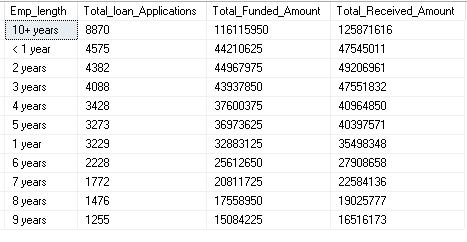 Emp_length Total_loan_Applications Total_Funded_Amount Total_Received_Amount
10+ years 8870 116115950 125871616
< 1 year 4575 44210625 47545011
2 years 4382 44967975 49206961
3 years 4088 43937850 47551832
4 years 3428 37600375 40964850
5 years 3273 36973625 40397571
1 year 3229 32883125 35498348
6 years 2228 25612650 27908658
7 years 1772 20811725 22584136
8 years 1476 17558950 19025777
9 years 1255 15084225 16516173